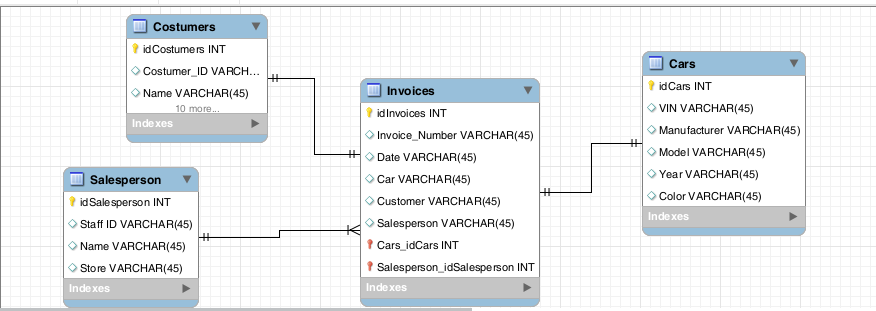 Costumers
idCostumers INT
Costumer_ID VARCH...
Name VARCHAR(45)
10 more...
Indexes
Salesperson
idSalesperson INT
Staff ID VARCHAR(45)
Name VARCHAR(45)
Store VARCHAR(45)
Indexes
Invoices
idInvoices INT
Invoice_Number VARCHAR(45)
Date VARCHAR(45)
Car VARCHAR(45)
Customer VARCHAR(45)
Salesperson VARCHAR(45)
Cars_idCars INT
Salesperson_idSalesperson INT
Indexes
Cars
idCars INT
VIN VARCHAR(45)
Manufacturer VARCHAR(45)
Model VARCHAR(45)
Year VARCHAR(45)
Color VARCHAR(45)
Indexes